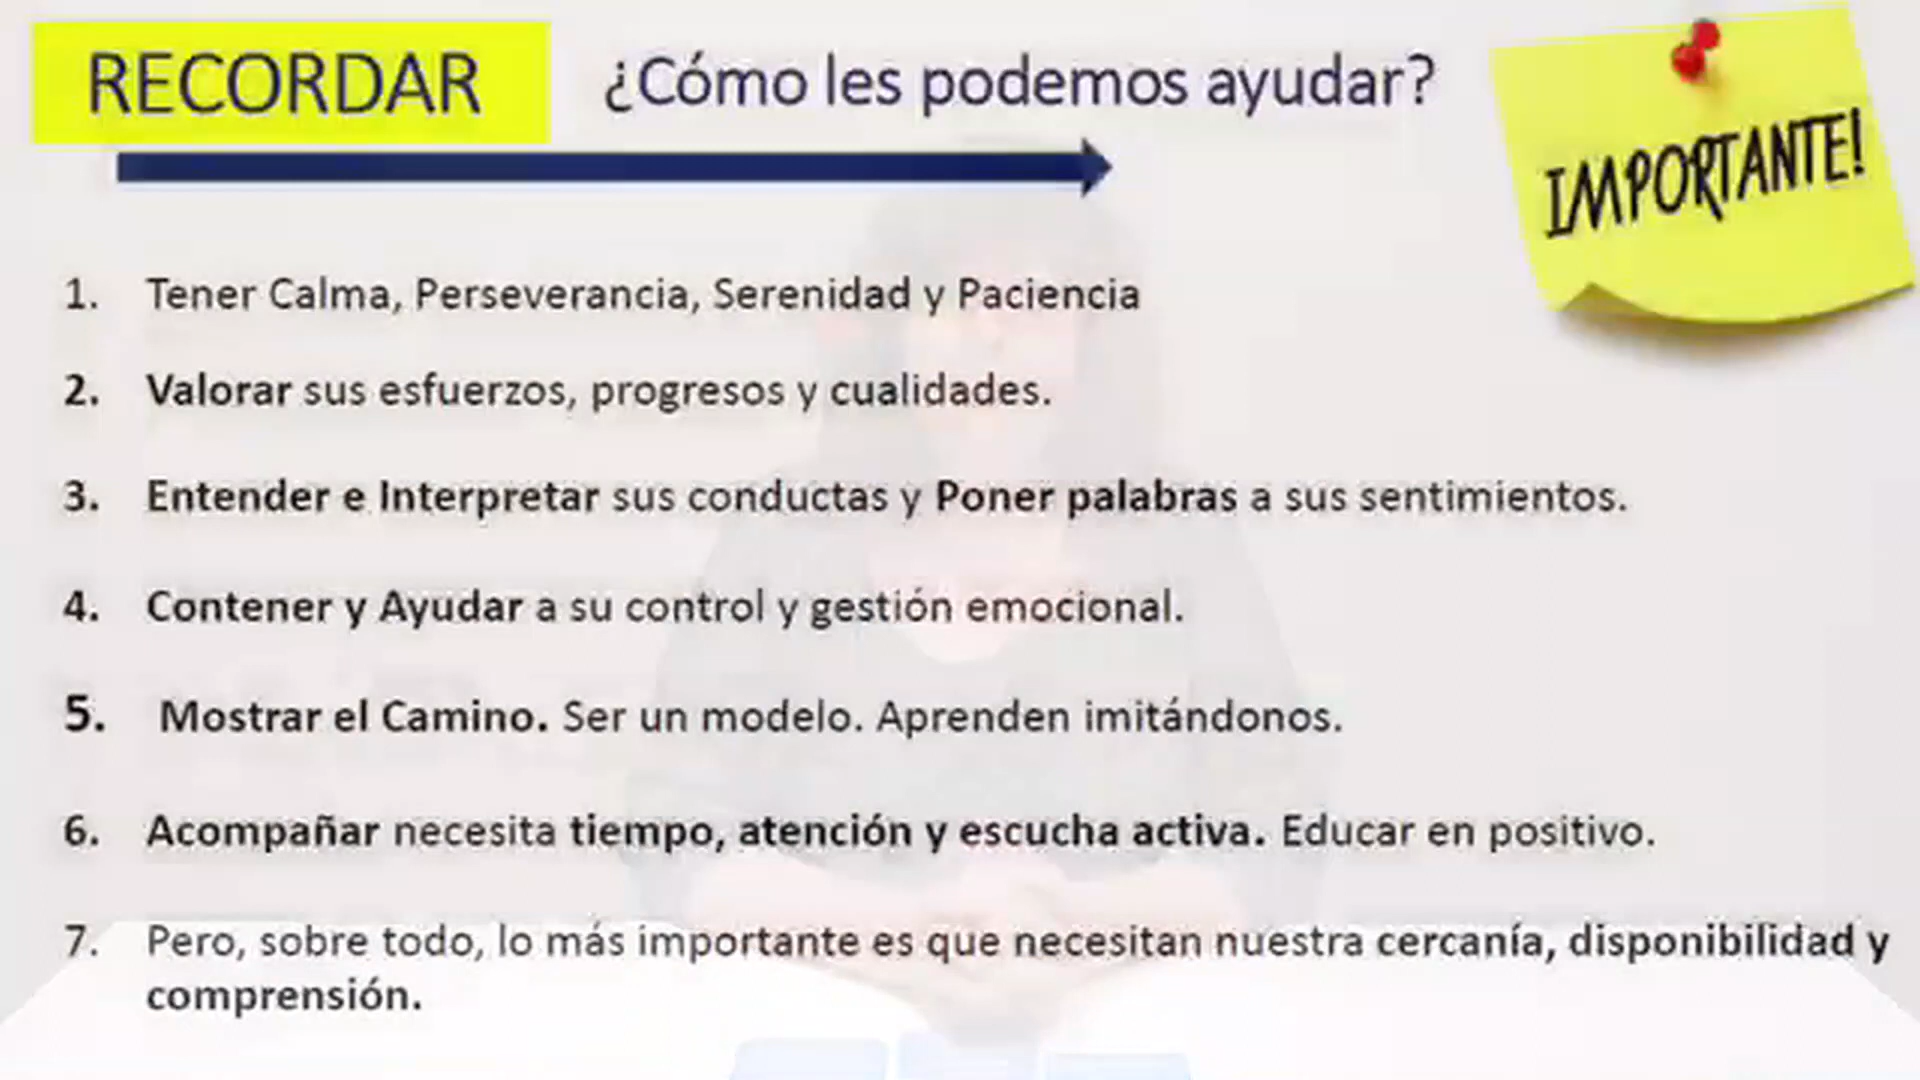 RECORDAR ¿Cómo les podemos ayudar?
IMPORTANTE!
1. Tener Calma, Perseverancia, Serenidad y Paciencia
2. Valorar sus esfuerzos, progresos y cualidades.
3. Entender e Interpretar sus conductas y Poner palabras a sus sentimientos.
4. Contener y Ayudar a su control y gestión emocional.
5. Mostrar el Camino. Ser un modelo. Aprenden imitándonos.
6. Acompañar necesita tiempo, atención y escucha activa. Educar en positivo.
7. Pero, sobre todo, lo más importante es que necesitan nuestra cercanía, disponibilidad y
comprensión.